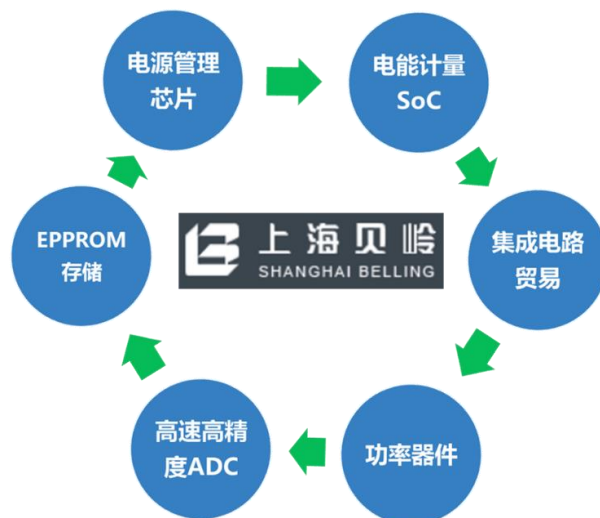 电源管理
芯片
电能计量
SoC
集成电路
贸易
功率器件
高速高精
度ADC
EPPROM
存储
上海贝岭
SHANGHAI BELLING